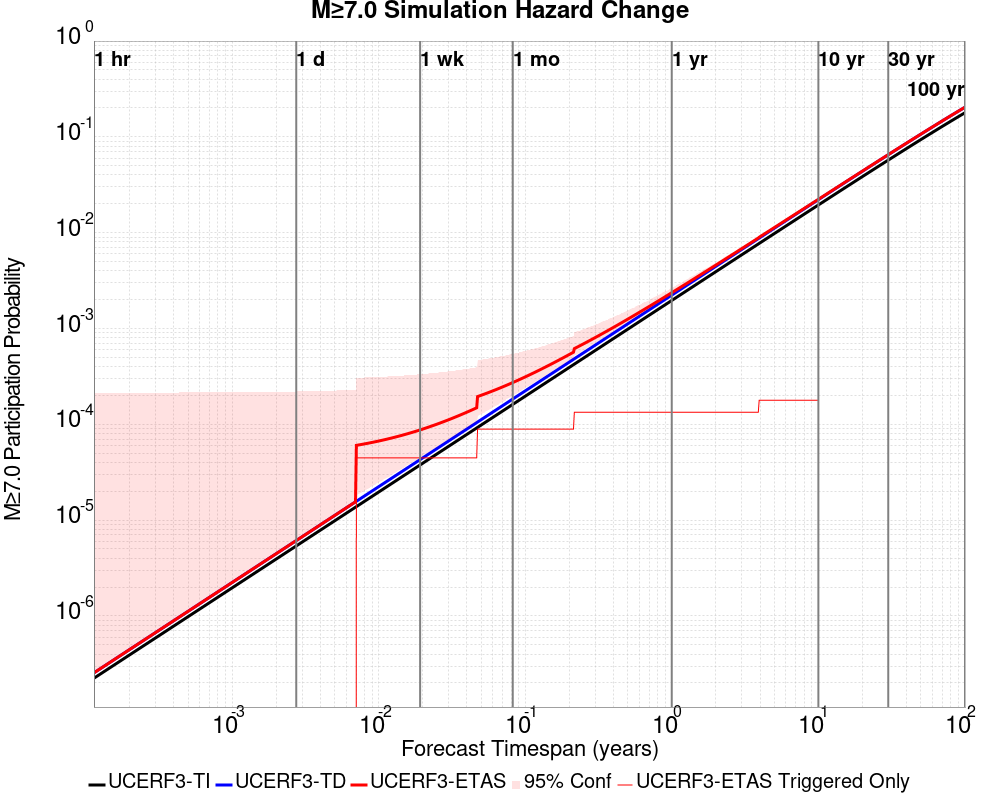 M≥7.0 Simulation Hazard Change
1 hr 1 d 1 wk 1 mo 1 yr 10 yr 30 yr
100 yr
10^0
10^-1
10^-2
10^-3
10^-4
10^-5
10^-6
M≥7.0 Participation Probability
10^-3 10^-2 10^-1 10^0 10^1 10^2
Forecast Timespan (years)
UCERF3-TI UCERF3-TD UCERF3-ETAS 95% Conf UCERF3-ETAS Triggered Only